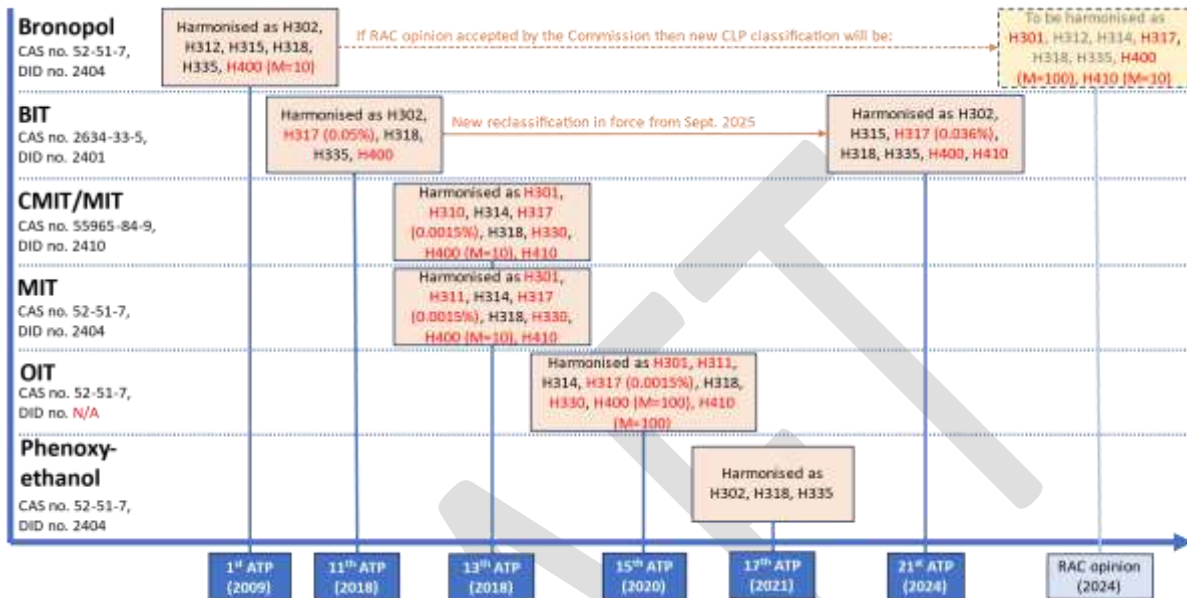 Bronopol
CAS no. 52-51-7,
DID no. 2404
Harmonised as H302,
H312, H315, H318,
H335, H400 (M=10)
If RAC opinion accepted by the Commission then new CLP classification will be:
To be harmonised as
H301, H312, H314, H317,
H318, H335, H400
(M=100), H410 (M=10)
BIT
CAS no. 2634-33-5,
DID no. 2401
Harmonised as H302,
H317 (0.05%), H318,
H335, H400
New reclassification in force from Sept. 2025
Harmonised as H302,
H315, H317 (0.036%),
H318, H335, H400, H410
CMIT/MIT
CAS no. 55965-84-9,
DID no. 2410
Harmonised as H301,
H310, H314, H317
(0.0015%), H318, H330,
H400 (M=10), H410
MIT
CAS no. 52-51-7,
DID no. 2404
Harmonised as H301,
H311, H314, H317
(0.0015%), H318, H330,
H400 (M=10), H410
OIT
CAS no. 52-51-7,
DID no. N/A
Harmonised as H301, H311,
H314, H317 (0.0015%), H318,
H330, H400 (M=100), H410
(M=100)
Phenoxy-
ethanol
CAS no. 52-51-7,
DID no. 2404
Harmonised as
H302, H318, H335
1st ATP
(2009)
11th ATP
(2018)
13th ATP
(2018)
15th ATP
(2020)
17th ATP
(2021)
21st ATP
(2024)
RAC opinion
(2024)
AFT